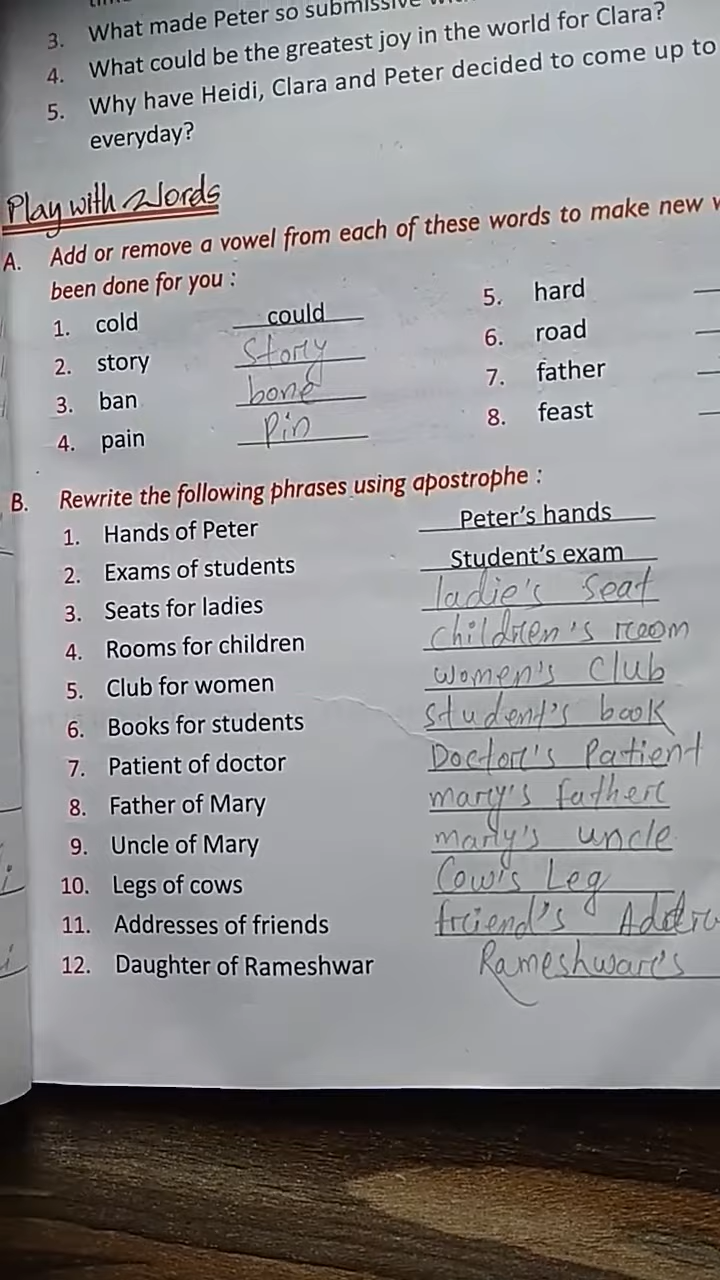 3. What made Peter so submissive
4. What could be the greatest joy in the world for Clara?
5. Why have Heidi, Clara and Peter decided to come up to
everyday?
Play with Words
A. Add or remove a vowel from each of these words to make new
been done for you :
1. cold could
2. story Story
3. ban bone
4. pain Pin
5. hard
6. road
7. father
8. feast
B. Rewrite the following phrases using apostrophe :
1. Hands of Peter Peter's hands
2. Exams of students Student's exam
3. Seats for ladies ladie's seat
4. Rooms for children children's room
5. Club for women women's Club
6. Books for students student's book
7. Patient of doctor Doctor's Patient
8. Father of Mary mary's father
9. Uncle of Mary mary's uncle
10. Legs of cows Cow's Leg
11. Addresses of friends friend's
12. Daughter of Rameshwar Rameshwar's